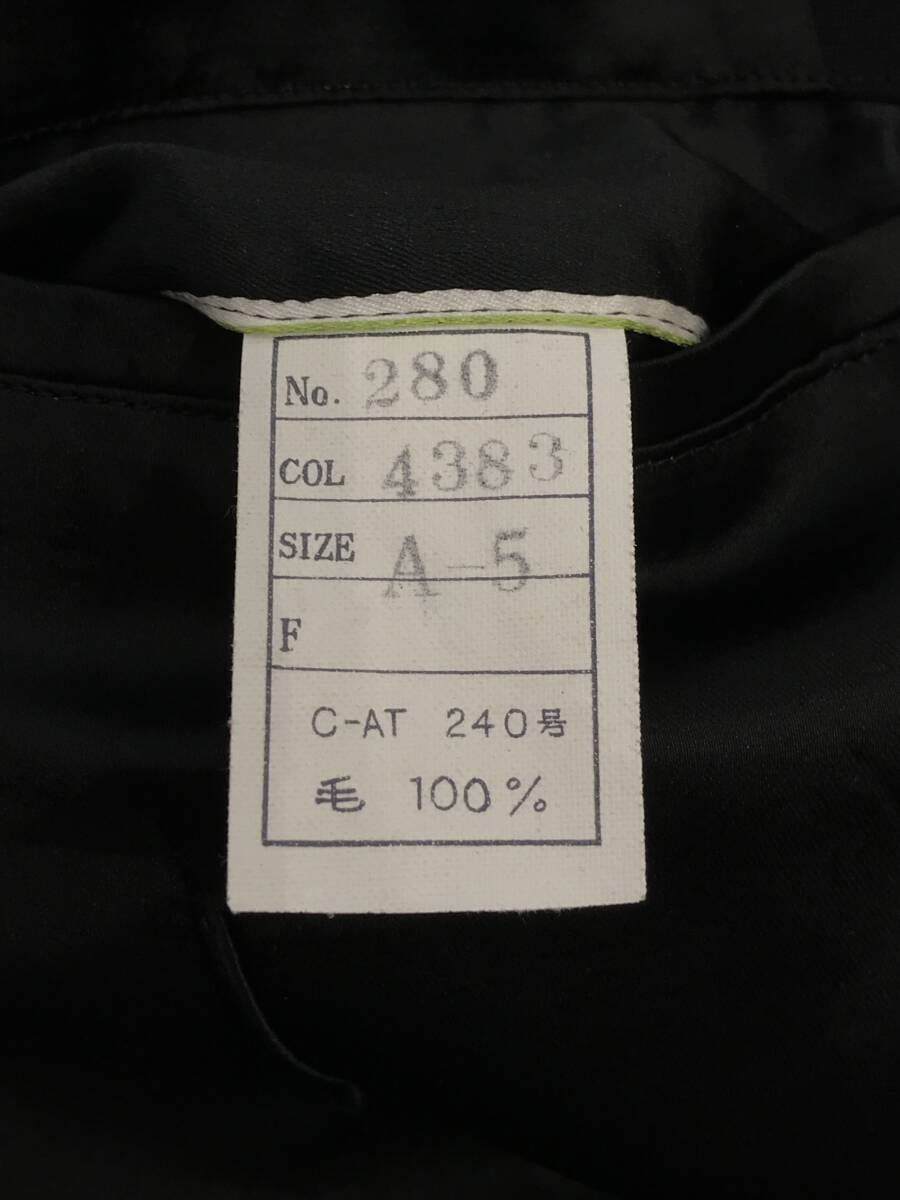 No. 280
COL 4383
SIZE A-5
F
C-AT 240号
毛 100%